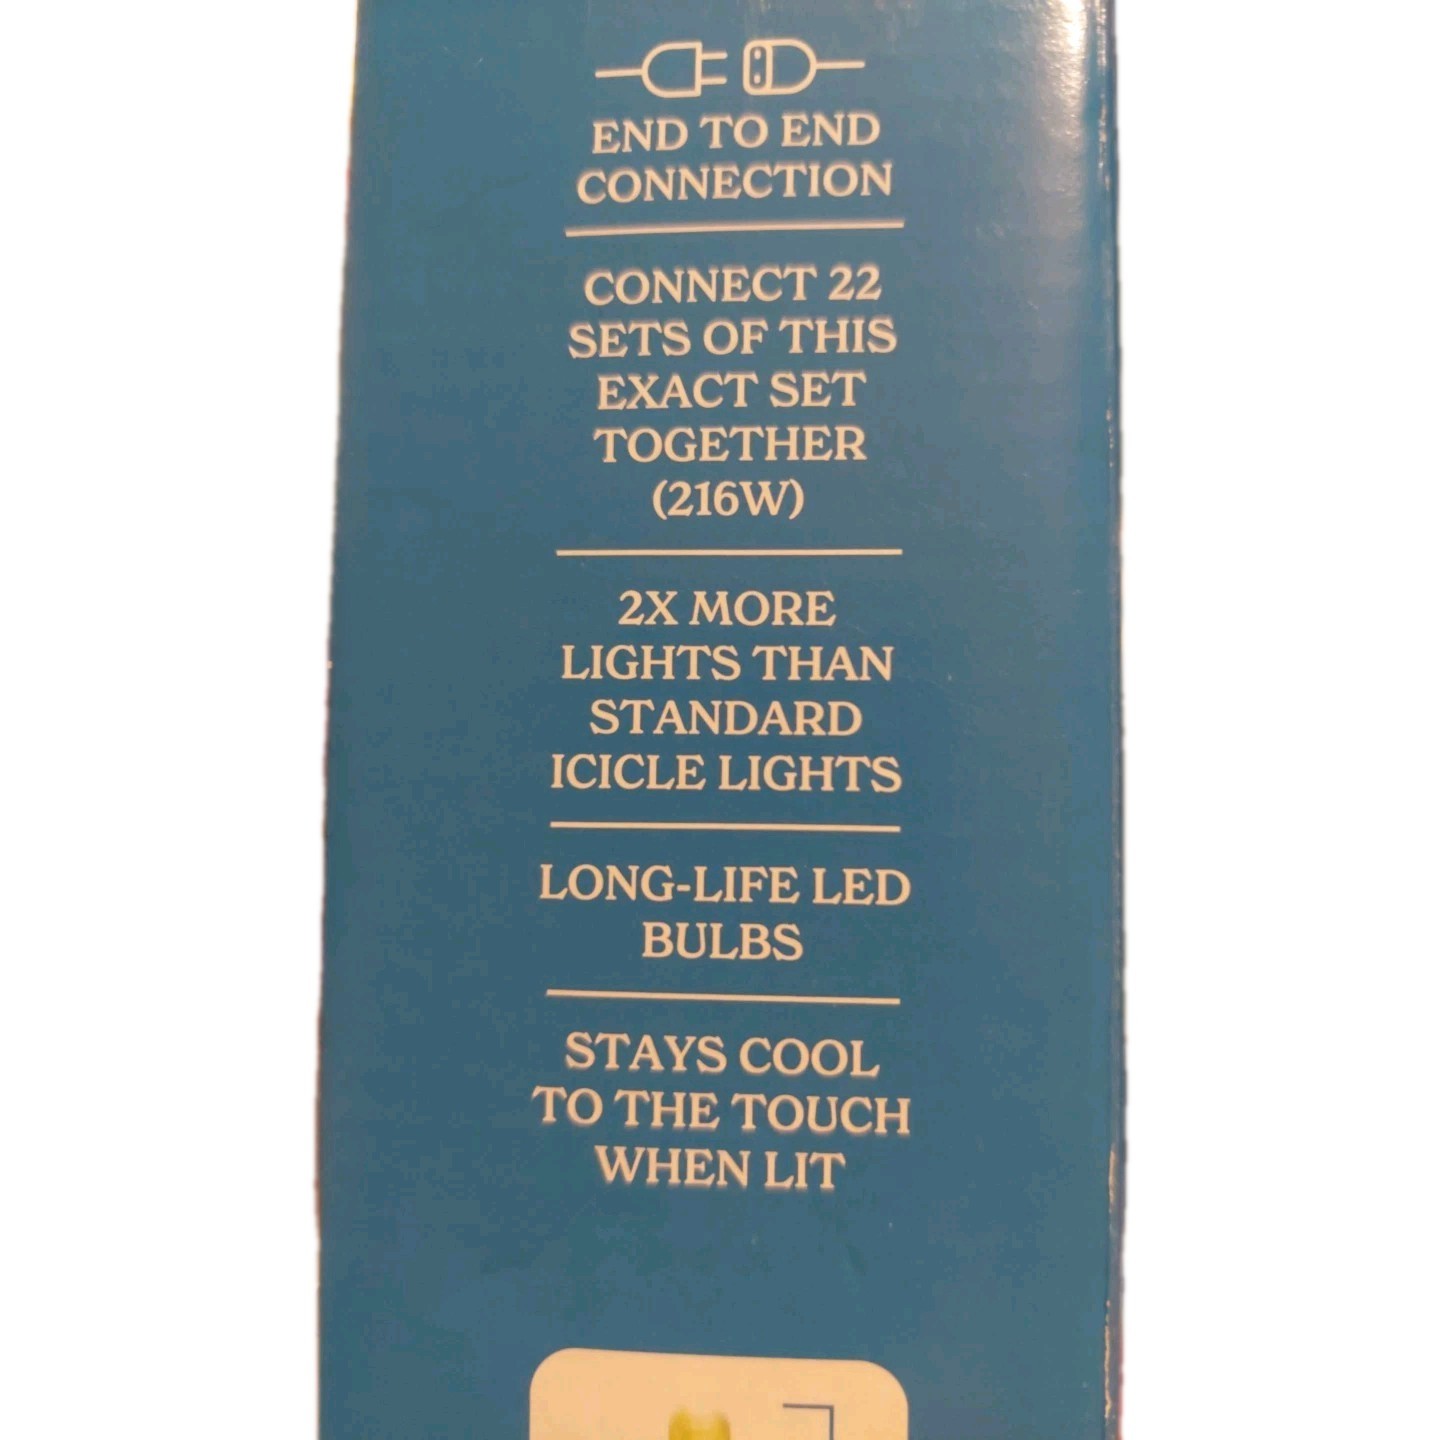 END TO END
CONNECTION
CONNECT 22
SETS OF THIS
EXACT SET
TOGETHER
(216W)
2X MORE
LIGHTS THAN
STANDARD
ICICLE LIGHTS
LONG-LIFE LED
BULBS
STAYS COOL
TO THE TOUCH
WHEN LIT